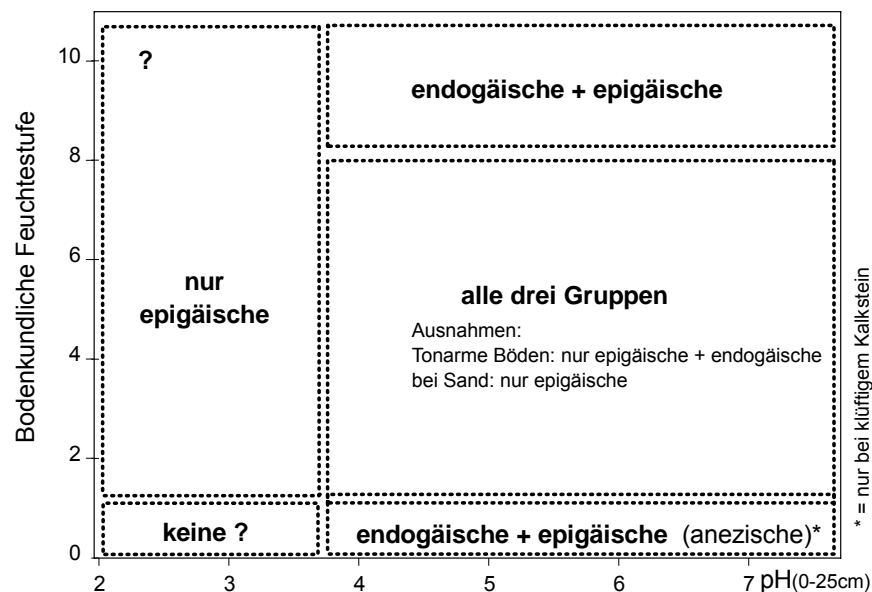 Bodenkundliche Feuchtestufe
10
8
6
4
2
0
?
endogäische + epigäische
nur
epigäische
alle drei Gruppen
Ausnahmen:
Tonarme Böden: nur epigäische + endogäische
bei Sand: nur epigäische
keine ?
endogäische + epigäische (anezische)*
* = nur bei klüftigem Kalkstein
2 3 4 5 6 7 pH(0-25cm)